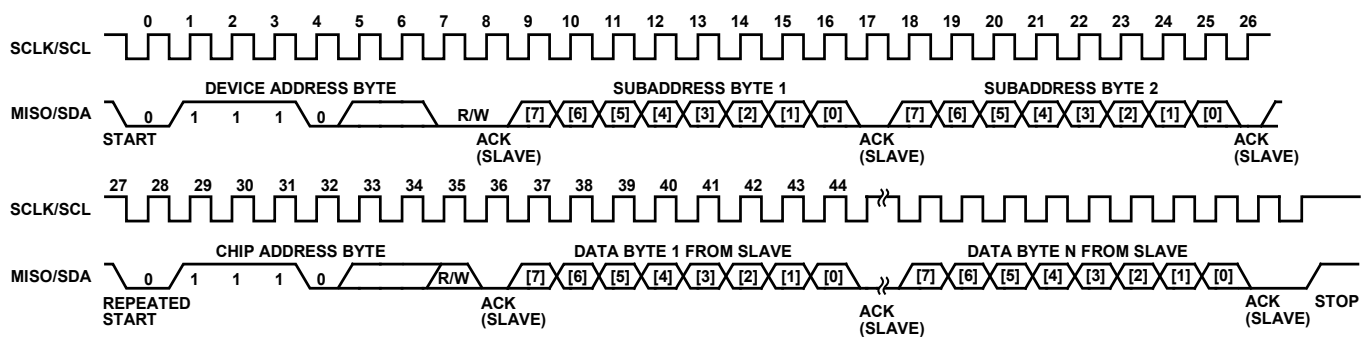 0 1 2 3 4 5 6 7 8 9 10 11 12 13 14 15 16 17 18 19 20 21 22 23 24 25 26
SCLK/SCL
DEVICE ADDRESS BYTE SUBADDRESS BYTE 1 SUBADDRESS BYTE 2
MISO/SDA 0 1 1 1 0 R/W [7] [6] [5] [4] [3] [2] [1] [0] [7] [6] [5] [4] [3] [2] [1] [0]
START ACK ACK ACK
(SLAVE) (SLAVE) (SLAVE)
27 28 29 30 31 32 33 34 35 36 37 38 39 40 41 42 43 44
SCLK/SCL
CHIP ADDRESS BYTE DATA BYTE 1 FROM SLAVE DATA BYTE N FROM SLAVE
MISO/SDA 0 1 1 1 0 R/W [7] [6] [5] [4] [3] [2] [1] [0] [7] [6] [5] [4] [3] [2] [1] [0]
REPEATED ACK ACK ACK STOP
START (SLAVE) (SLAVE) (SLAVE)